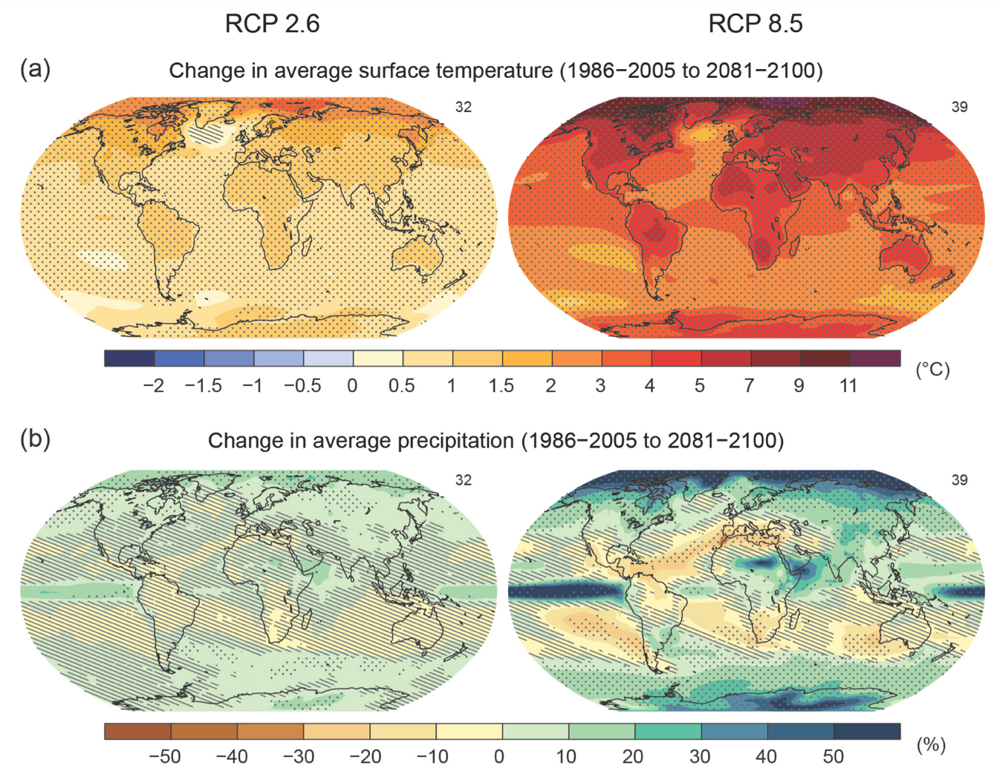 RCP 2.6 RCP 8.5
(a) Change in average surface temperature (1986−2005 to 2081−2100)
32 39
−2 −1.5 −1 −0.5 0 0.5 1 1.5 2 3 4 5 7 9 11 (°C)
(b) Change in average precipitation (1986−2005 to 2081−2100)
32 39
−50 −40 −30 −20 −10 0 10 20 30 40 50 (%)